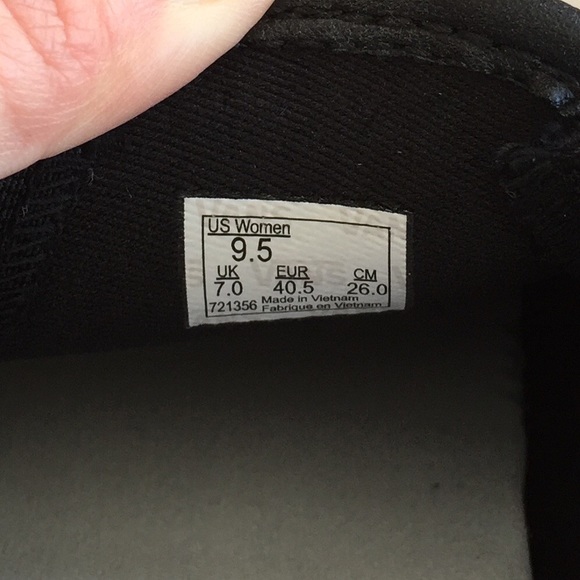 US Women
9.5
UK EUR CM
7.0 40.5 26.0
721356 Made in Vietnam
Fabrique en Vietnam